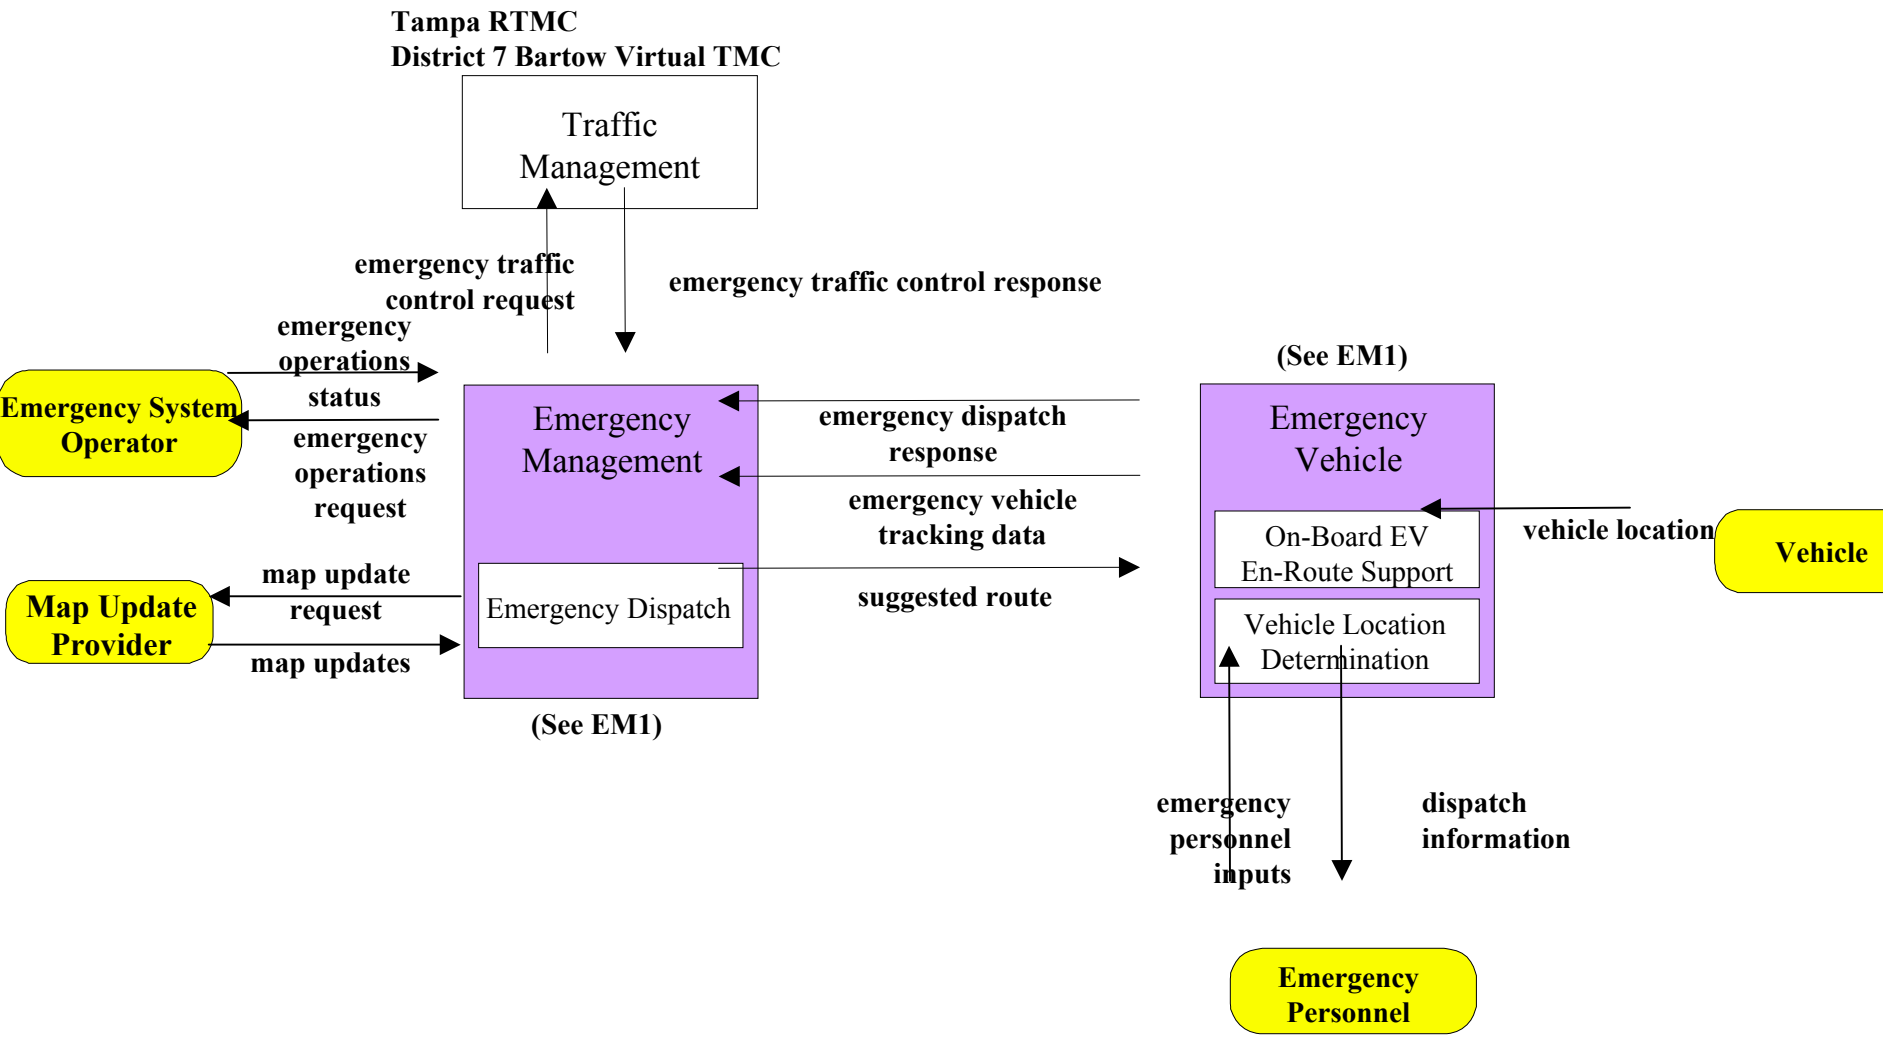 Tampa RTMC
District 7 Bartow Virtual TMC
Traffic
Management
emergency traffic
control request
emergency traffic control response
emergency
operations
status
Emergency System
Operator
emergency
operations
request
Emergency
Management
emergency dispatch
response
emergency vehicle
tracking data
suggested route
(See EM1)
Emergency
Vehicle
On-Board EV
En-Route Support
vehicle location
Vehicle
Map Update
Provider
map update
request
map updates
Emergency Dispatch
(See EM1)
Vehicle Location
Determination
emergency
personnel
inputs
dispatch
information
Emergency
Personnel